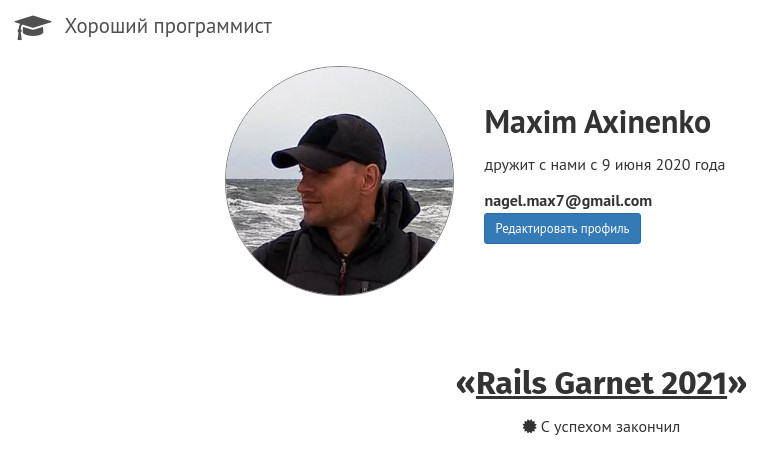 Хороший программист
Maxim Axinenko
дружит с нами с 9 июня 2020 года
nagel.max7@gmail.com
Редактировать профиль
«Rails Garnet 2021»
С успехом закончил